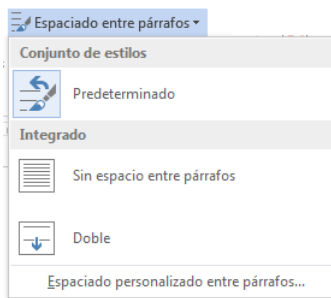 Espaciado entre párrafos
Conjunto de estilos
Predeterminado
Integrado
Sin espacio entre párrafos
Doble
Espaciado personalizado entre párrafos...